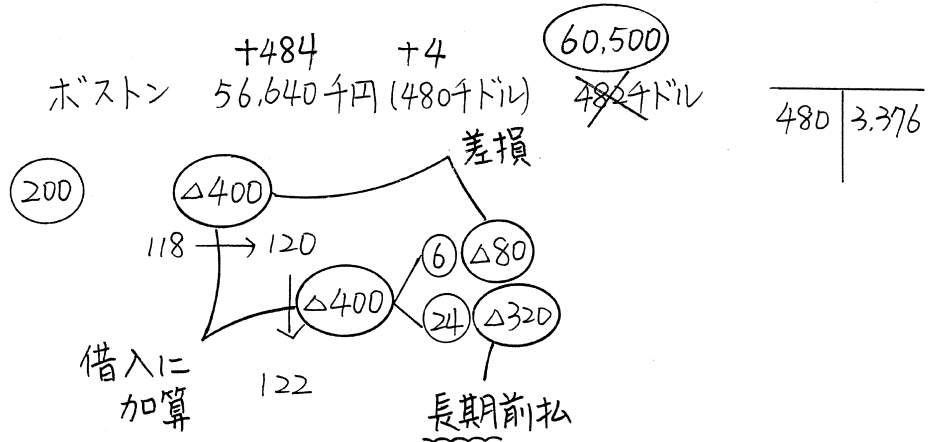 +484 +4 60,500
ボストン 56,640千円(480千ドル) 482千ドル
480 3,376
差損
200 △400
118 → 120 6 △80
△400 24 △320
借入に
加算
122
長期前払